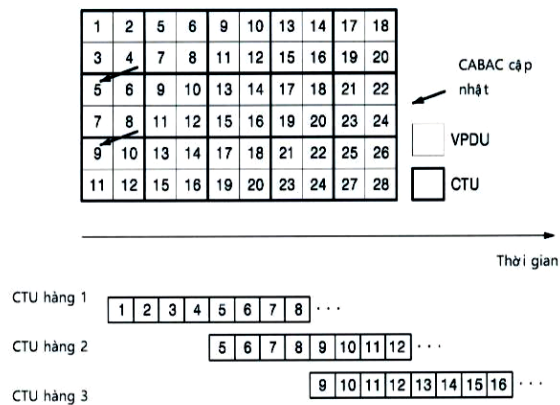 1 2 5 6 9 10 13 14 17 18
3 4 7 8 11 12 15 16 19 20
5 6 9 10 13 14 17 18 21 22
7 8 11 12 15 16 19 20 23 24
9 10 13 14 17 18 21 22 25 26
11 12 15 16 19 20 23 24 27 28
CABAC cập
nhật
VPDU
CTU
Thời gian
CTU hàng 1
1 2 3 4 5 6 7 8 ...
CTU hàng 2
5 6 7 8 9 10 11 12 ...
CTU hàng 3
9 10 11 12 13 14 15 16 ...